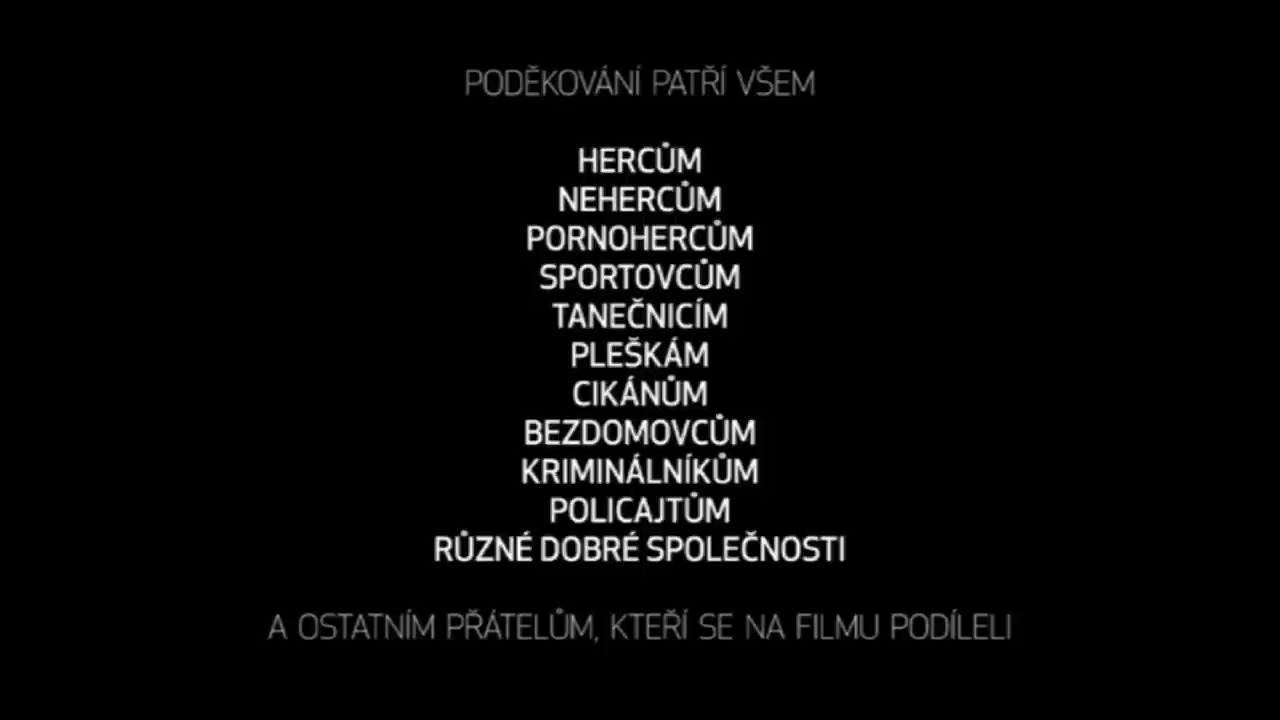 PODĚKOVÁNÍ PATŘÍ VŠEM
HERCŮM
NEHERCŮM
PORNOHERCŮM
SPORTOVCŮM
TANEČNICÍM
PLEŠKÁM
CIKÁNŮM
BEZDOMOVCŮM
KRIMINÁLNÍKŮM
POLICAJTŮM
RŮZNÉ DOBRÉ SPOLEČNOSTI
A OSTATNÍM PŘÁTELŮM, KTEŘÍ SE NA FILMU PODÍLELI